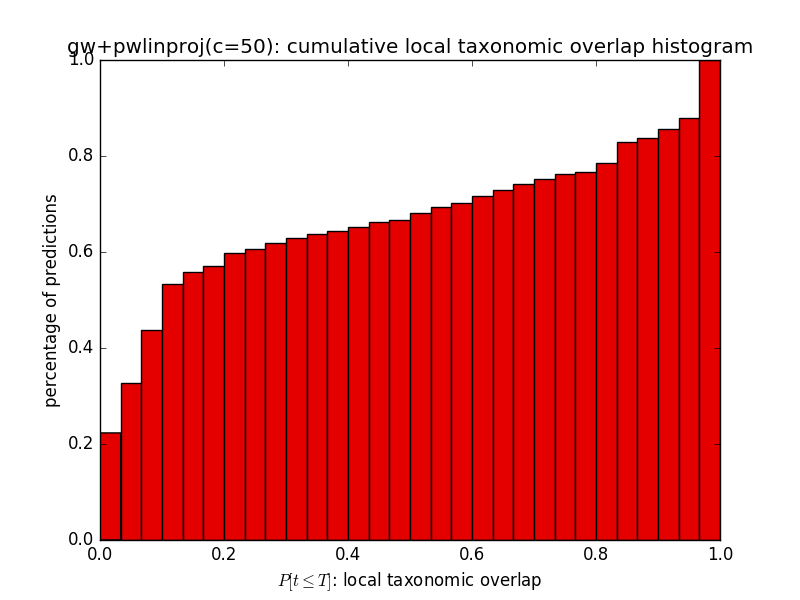 gw+pwlinproj(c=50): cumulative local taxonomic overlap histogram
1.0
0.8
0.6
0.4
0.2
0.0
percentage of predictions
0.0 0.2 0.4 0.6 0.8 1.0
P[t ≤ T]: local taxonomic overlap